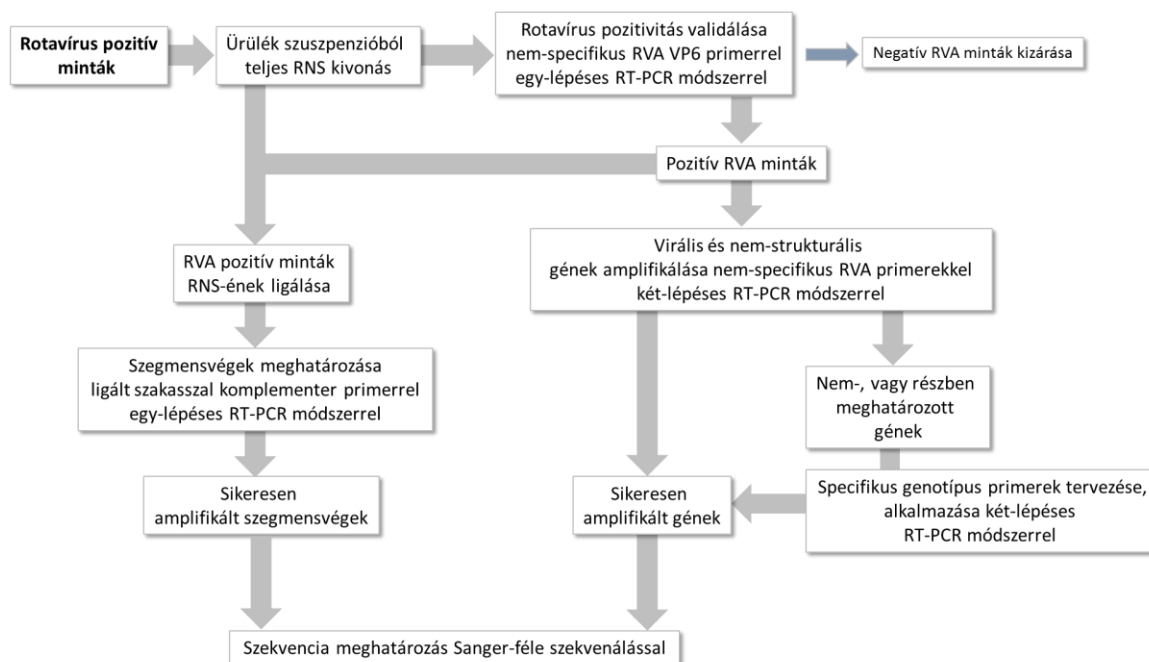 Rotavírus pozitív
minták
Ürülék szuszpenzióból
teljes RNS kivonás
Rotavírus pozitivitás validálása
nem-specifikus RVA VP6 primerrel
egy-lépéses RT-PCR módszerrel
Negatív RVA minták kizárása
Pozitív RVA minták
RVA pozitív minták
RNS-ének ligálása
Virális és nem-strukturális
gének amplifikálása nem-specifikus RVA primerekkel
két-lépéses RT-PCR módszerrel
Szegmensvégek meghatározása
ligált szakasszal komplementer primerrel
egy-lépéses RT-PCR módszerrel
Nem-, vagy részben
meghatározott
gének
Sikeresen
amplifikált szegmensvégek
Sikeresen
amplifikált gének
Specifikus genotípus primerek tervezése,
alkalmazása két-lépéses
RT-PCR módszerrel
Szekvencia meghatározás Sanger-féle szekvenálással